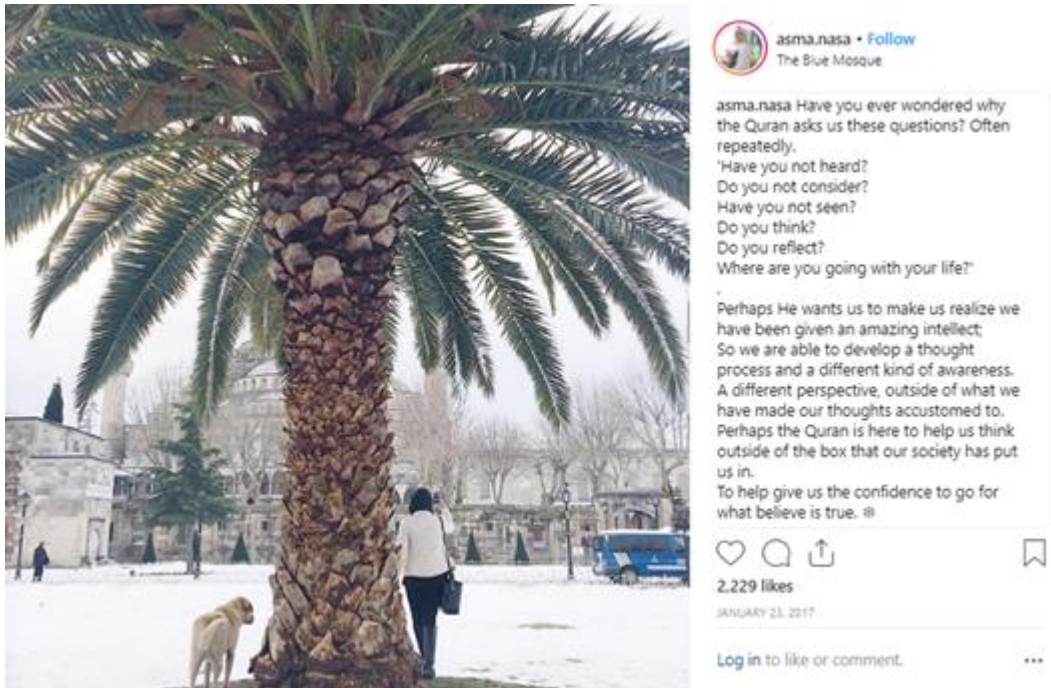 asma.nasa • Follow
The Blue Mosque
asma.nasa Have you ever wondered why
the Quran asks us these questions? Often
repeatedly.
'Have you not heard?
Do you not consider?
Have you not seen?
Do you think?
Do you reflect?
Where are you going with your life?'
.
Perhaps He wants us to make us realize we
have been given an amazing intellect;
So we are able to develop a thought
process and a different kind of awareness.
A different perspective, outside of what we
have made our thoughts accustomed to.
Perhaps the Quran is here to help us think
outside of the box that our society has put
us in.
To help give us the confidence to go for
what believe is true. ❄
2,229 likes
JANUARY 23, 2017
Log in to like or comment.